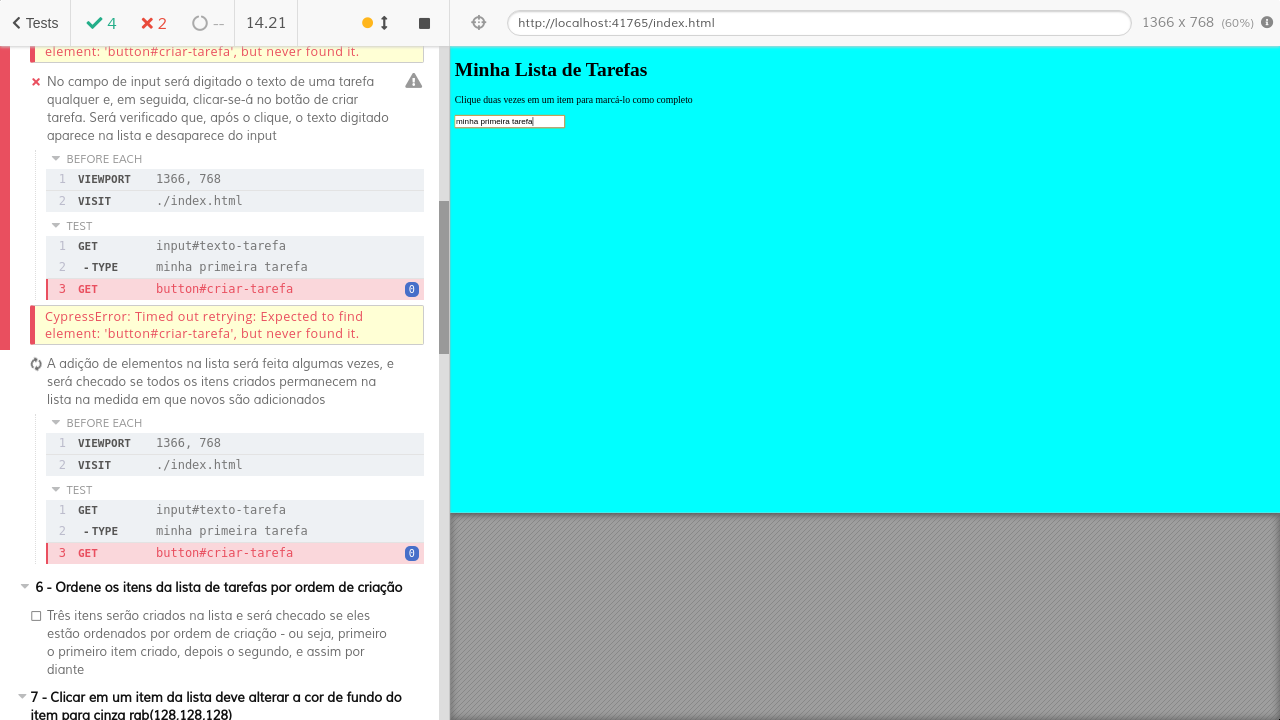 Tests 4 2 -- 14.21 http://localhost:41765/index.html 1366 x 768 (60%)
element: 'button#criar-tarefa', but never found it.
No campo de input será digitado o texto de uma tarefa
qualquer e, em seguida, clicar-se-á no botão de criar
tarefa. Será verificado que, após o clique, o texto digitado
aparece na lista e desaparece do input
BEFORE EACH
1 VIEWPORT 1366, 768
2 VISIT ./index.html
TEST
1 GET input#texto-tarefa
2 -TYPE minha primeira tarefa
3 GET button#criar-tarefa 0
CypressError: Timed out retrying: Expected to find
element: 'button#criar-tarefa', but never found it.
A adição de elementos na lista será feita algumas vezes, e
será checado se todos os itens criados permanecem na
lista na medida em que novos são adicionados
BEFORE EACH
1 VIEWPORT 1366, 768
2 VISIT ./index.html
TEST
1 GET input#texto-tarefa
2 -TYPE minha primeira tarefa
3 GET button#criar-tarefa 0
6 - Ordene os itens da lista de tarefas por ordem de criação
Três itens serão criados na lista e será checado se eles
estão ordenados por ordem de criação - ou seja, primeiro
o primeiro item criado, depois o segundo, e assim por
diante
7 - Clicar em um item da lista deve alterar a cor de fundo do
item para cinza rgb(128,128,128)
Minha Lista de Tarefas
Clique duas vezes em um item para marcá-lo como completo
minha primeira tarefa